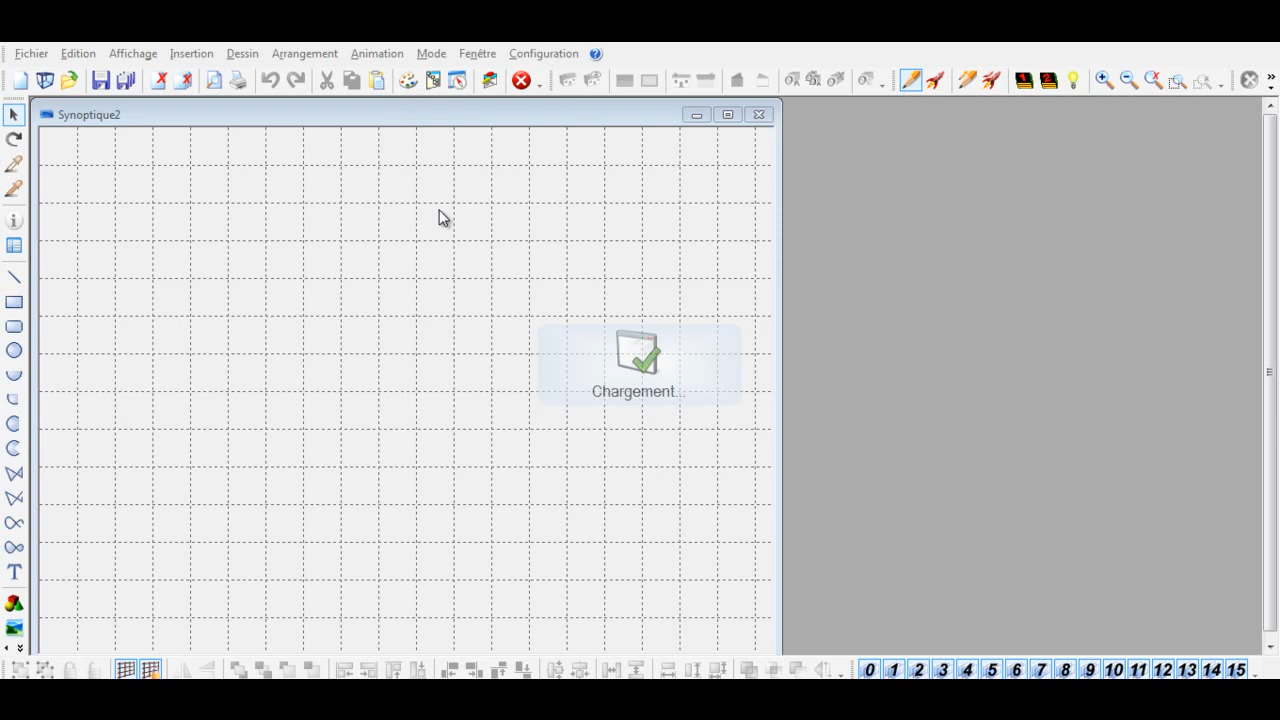 Fichier Edition Affichage Insertion Dessin Arrangement Animation Mode Fenêtre Configuration
Synoptique2
Chargement...
T
0 1 2 3 4 5 6 7 8 9 10 11 12 13 14 15